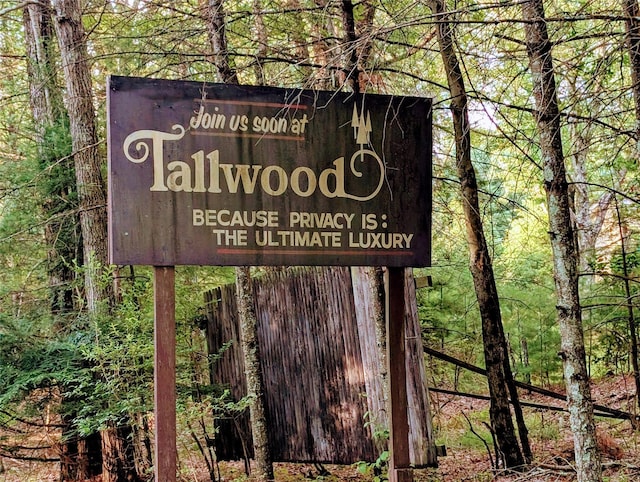 Join us soon at
Tallwood
BECAUSE PRIVACY IS:
THE ULTIMATE LUXURY